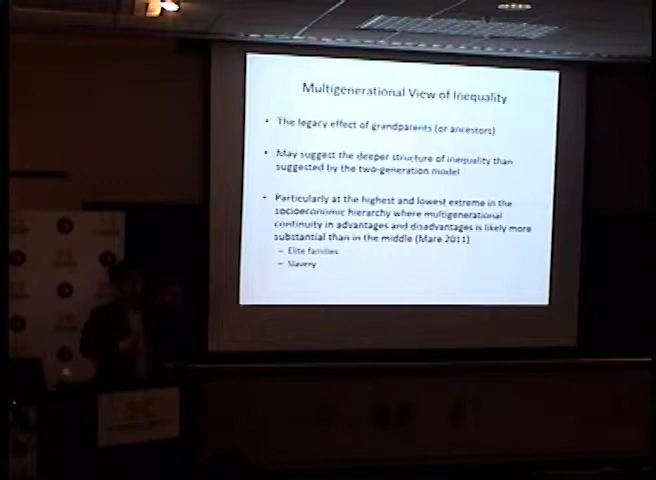 Multigenerational View of Inequality
• The legacy effect of grandparents (or ancestors)
• May suggest the deeper structure of inequality than
suggested by the two-generation model
• Particularly at the highest and lowest extreme in the
socioeconomic hierarchy where multigenerational
continuity in advantages and disadvantages is likely more
substantial than in the middle (Mare 2011)
– Elite families
– Slavery